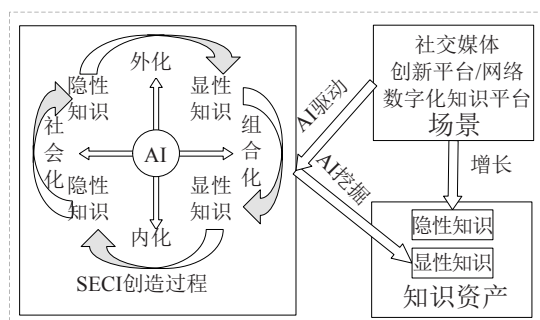 外化
隐性
知识
显性
知识
社会化
AI
组合化
隐性
知识
显性
知识
内化
SECI创造过程
AI驱动
AI挖掘
社交媒体
创新平台/网络
数字化知识平台
场景
增长
隐性知识
显性知识
知识资产